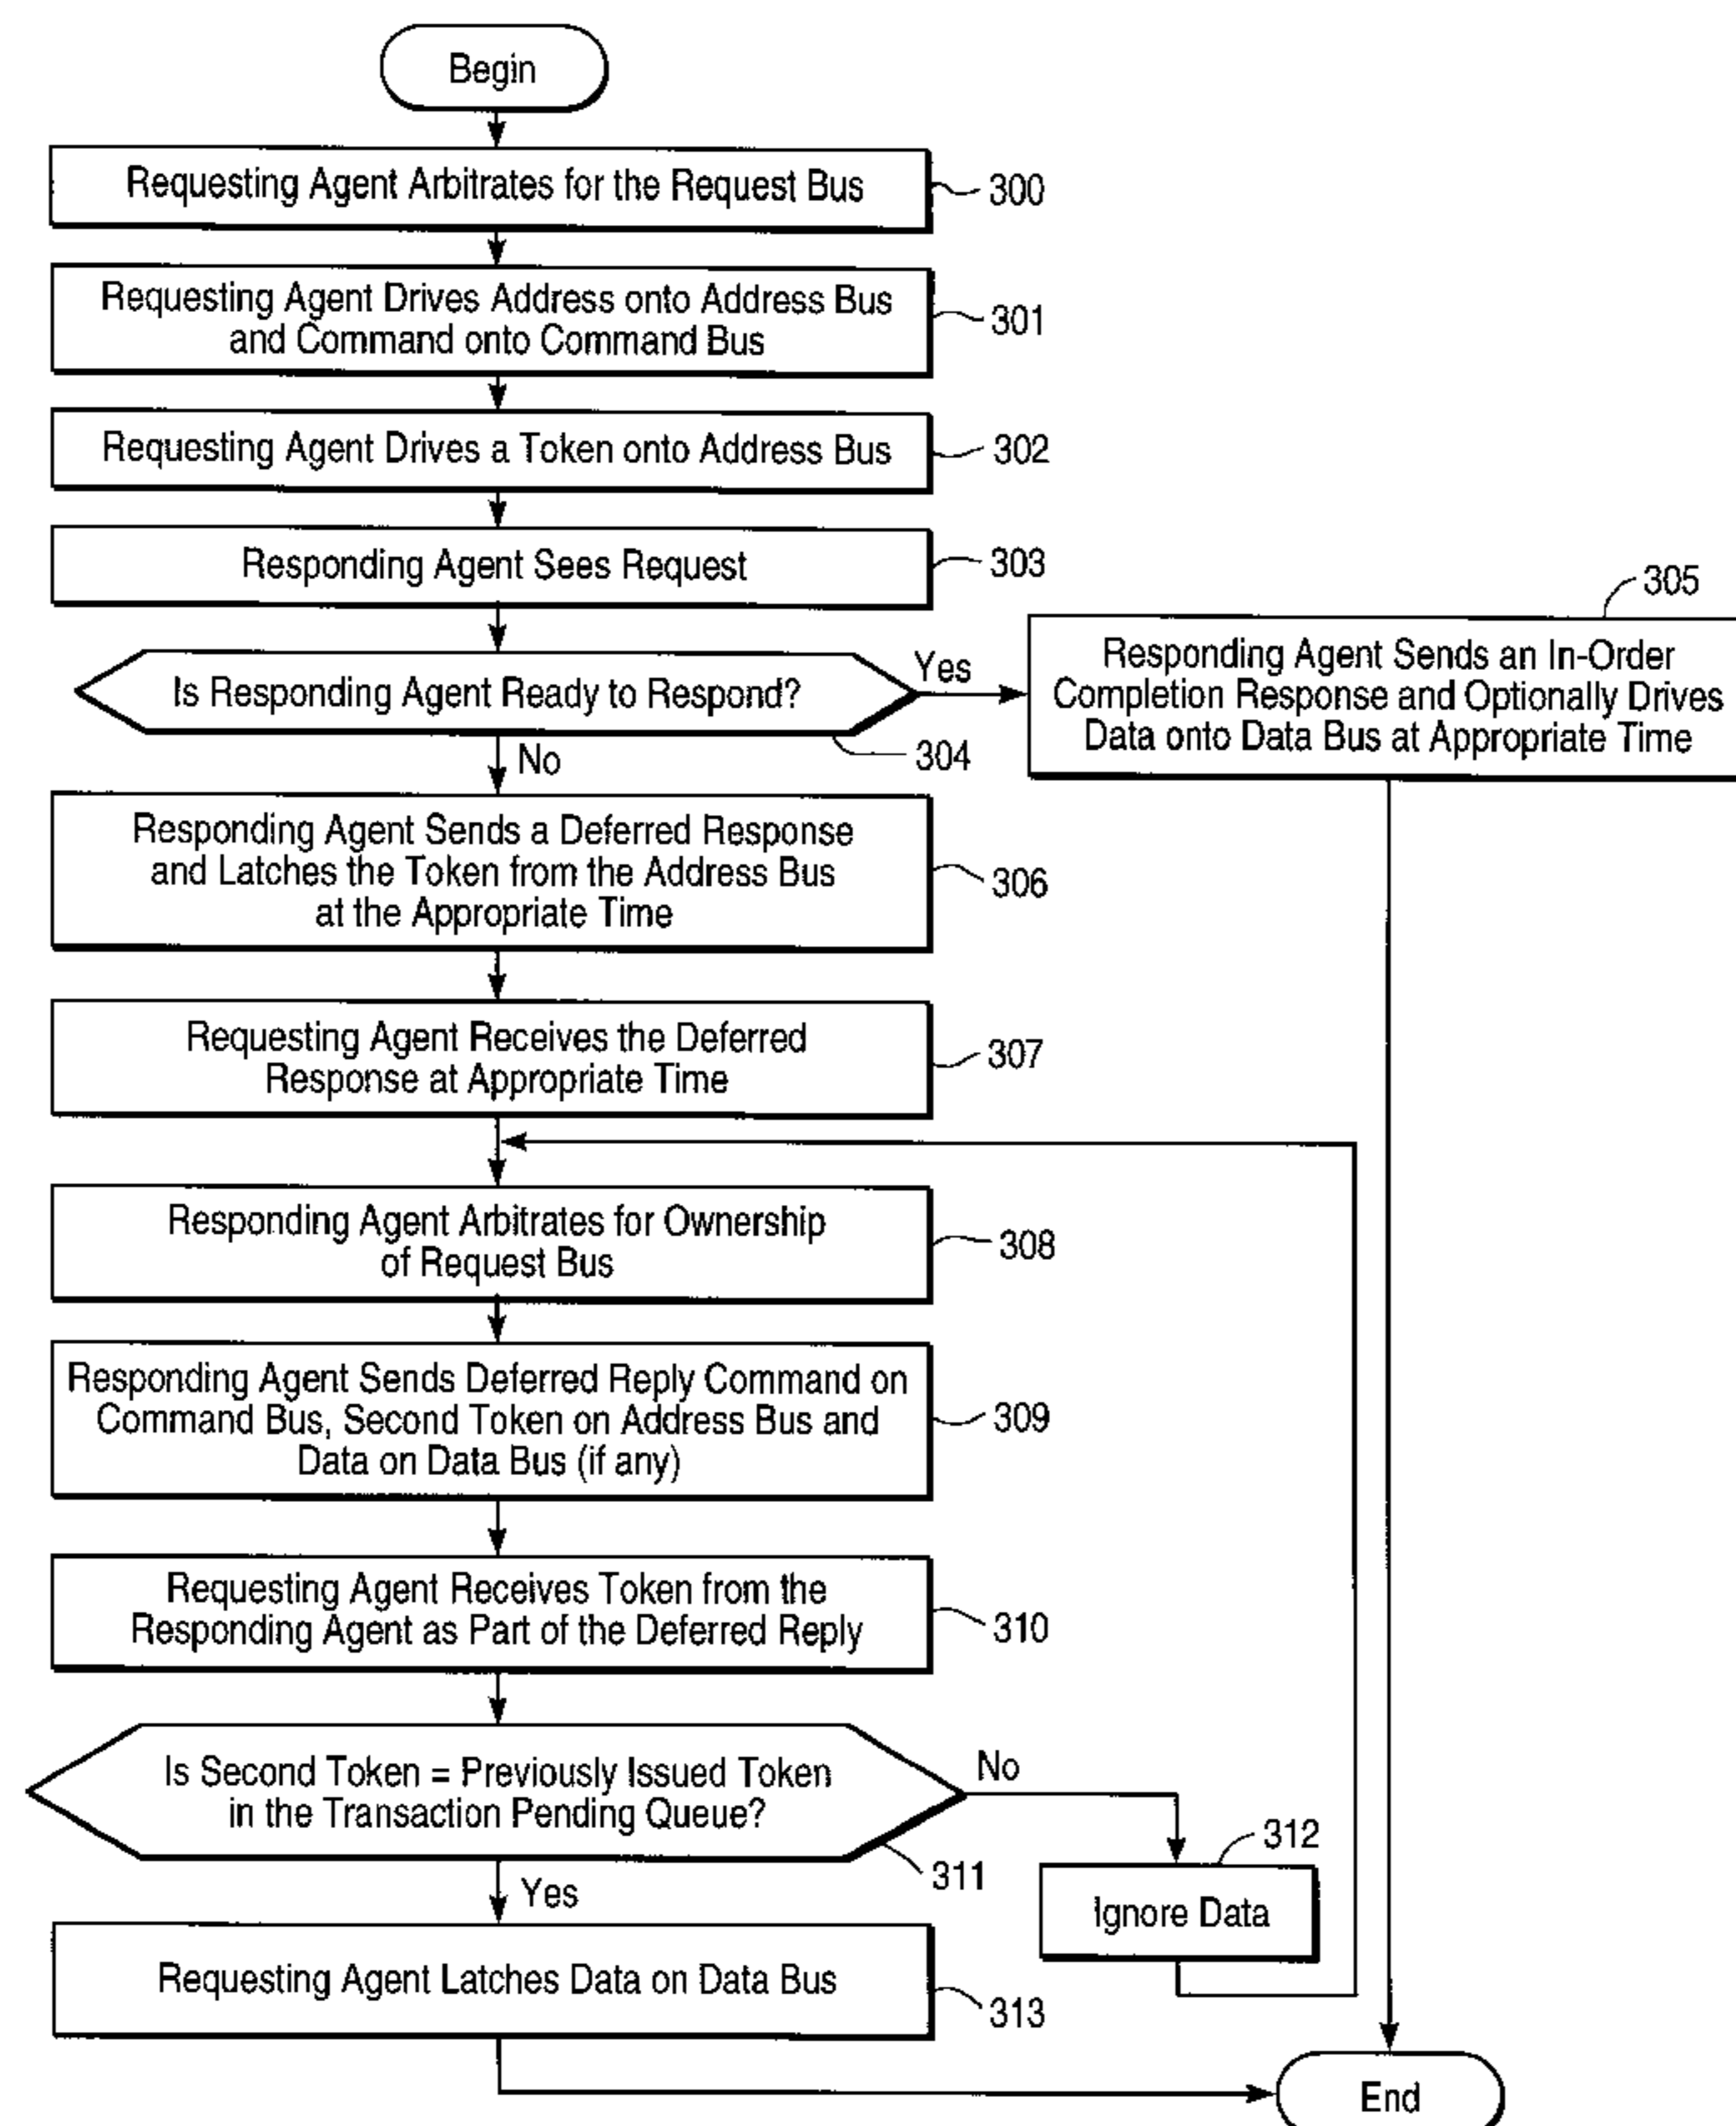 Begin
Requesting Agent Arbitrates for the Request Bus
300
Requesting Agent Drives Address onto Address Bus
and Command onto Command Bus
301
Requesting Agent Drives a Token onto Address Bus
302
Responding Agent Sees Request
303
Is Responding Agent Ready to Respond?
304
Yes
305
Responding Agent Sends an In-Order
Completion Response and Optionally Drives
Data onto Data Bus at Appropriate Time
No
Responding Agent Sends a Deferred Response
and Latches the Token from the Address Bus
at the Appropriate Time
306
Requesting Agent Receives the Deferred
Response at Appropriate Time
307
Responding Agent Arbitrates for Ownership
of Request Bus
308
Responding Agent Sends Deferred Reply Command on
Command Bus, Second Token on Address Bus and
Data on Data Bus (if any)
309
Requesting Agent Receives Token from the
Responding Agent as Part of the Deferred Reply
310
Is Second Token = Previously Issued Token
in the Transaction Pending Queue?
311
No
312
Ignore Data
Yes
Requesting Agent Latches Data on Data Bus
313
End